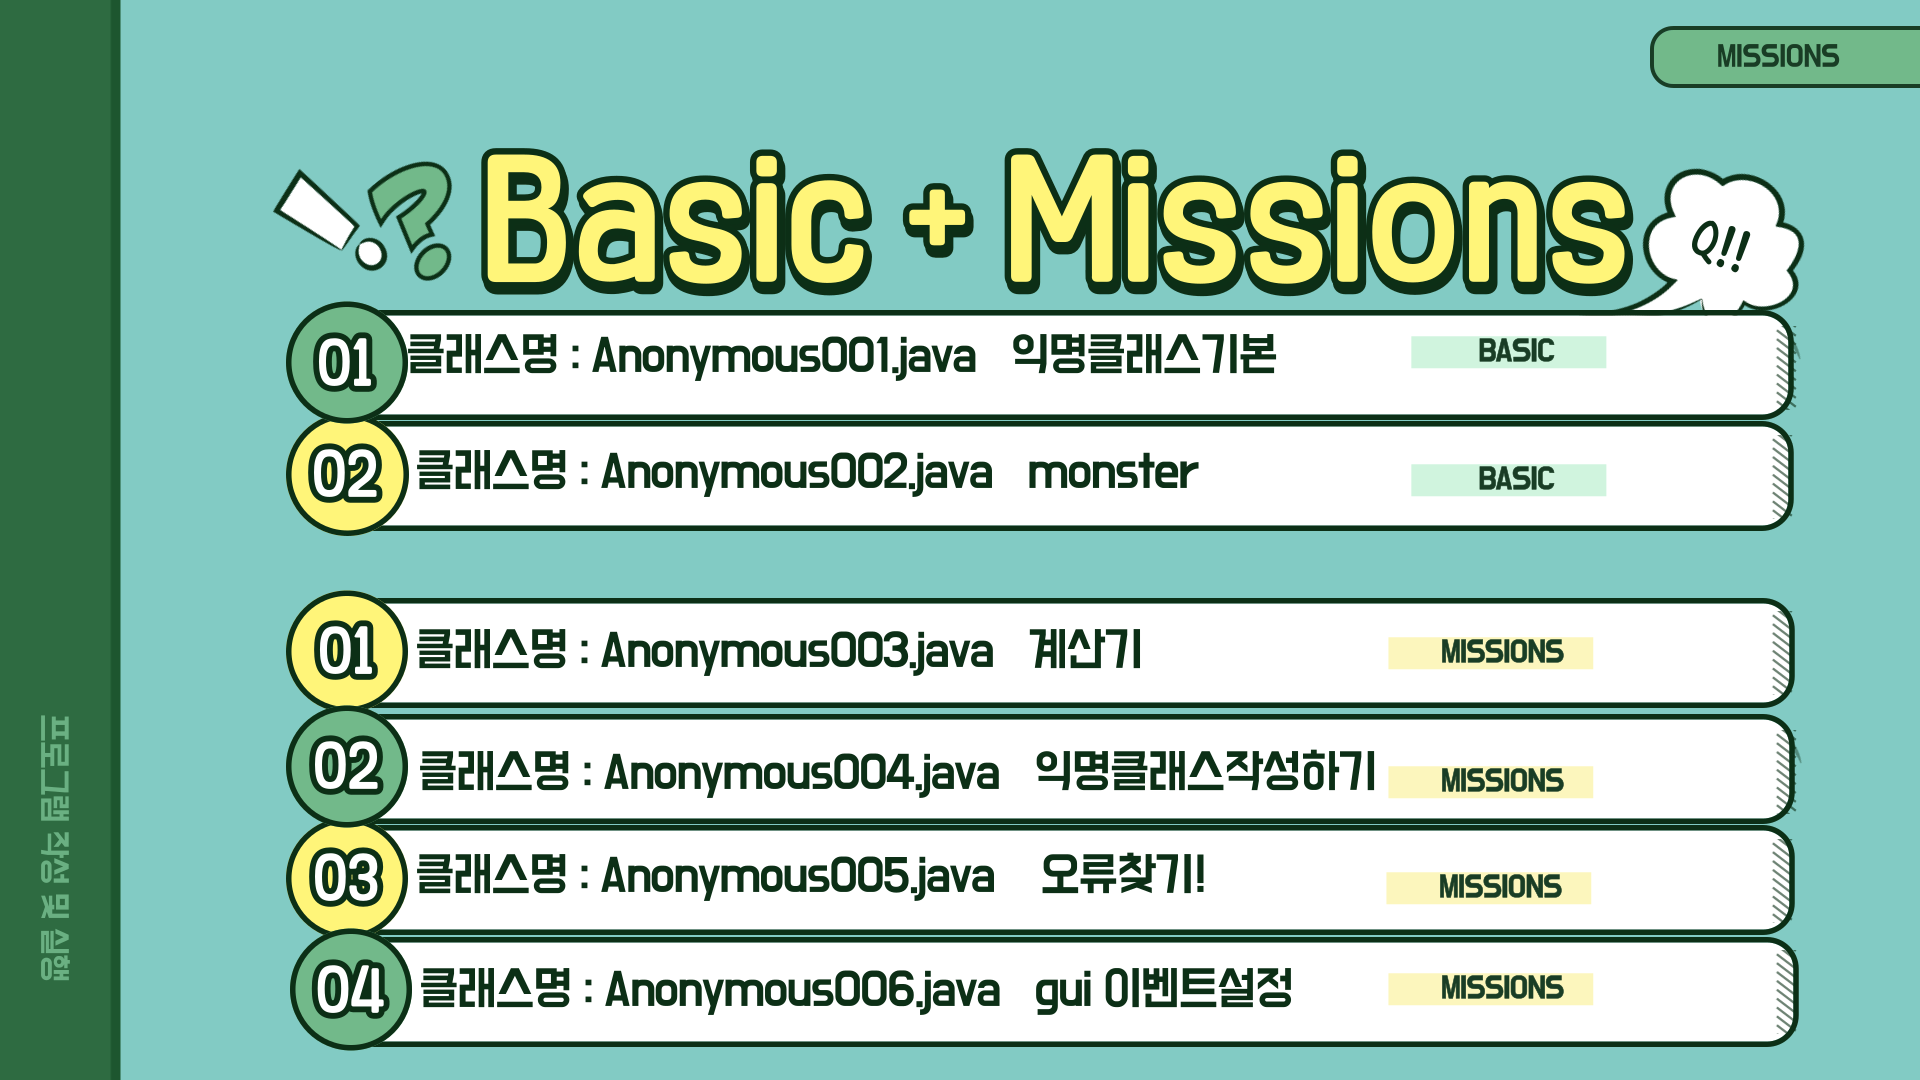 MISSIONS
Basic + Missions
Q!!
01 클래스명 : Anonymous001.java 익명클래스기본 BASIC
02 클래스명 : Anonymous002.java monster BASIC
01 클래스명 : Anonymous003.java 계산기 MISSIONS
02 클래스명 : Anonymous004.java 익명클래스작성하기 MISSIONS
03 클래스명 : Anonymous005.java 오류찾기! MISSIONS
04 클래스명 : Anonymous006.java gui 이벤트설정 MISSIONS
프로그램 작성 및 실행